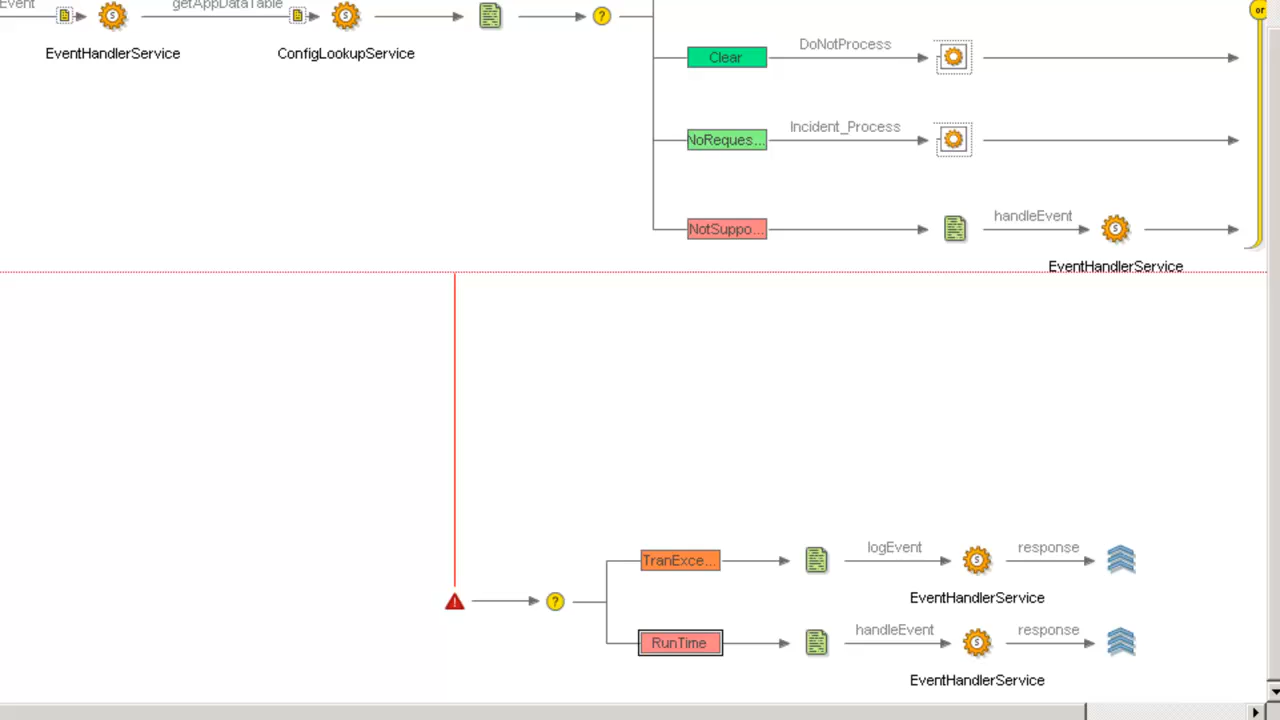 Event
getAppDataTable
or
?
S
S
EventHandlerService
ConfigLookupService
DoNotProcess
Clear
Incident_Process
NoReques...
handleEvent
NotSuppo...
S
EventHandlerService
logEvent
response
TranExce...
S
EventHandlerService
?
handleEvent
response
RunTime
S
EventHandlerService